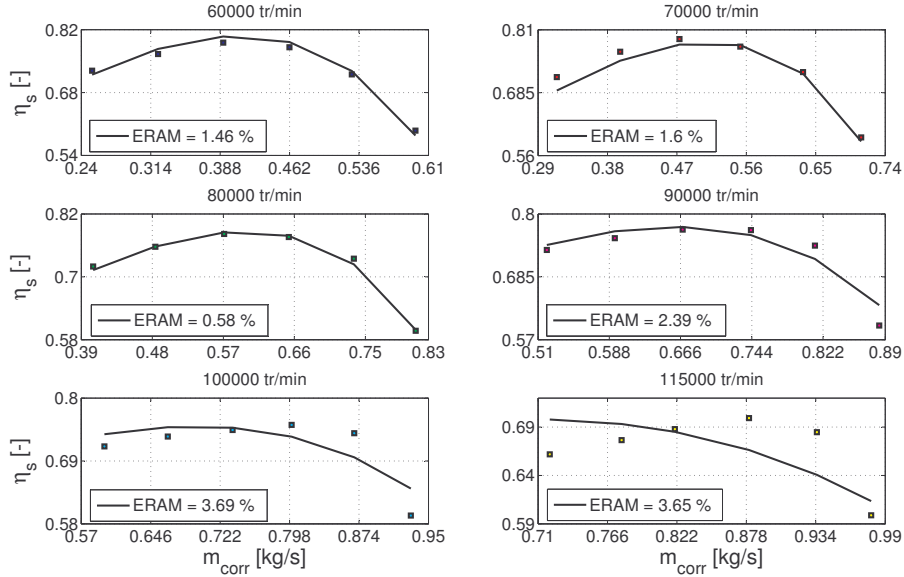 60000 tr/min
0.82
0.68
0.54
η_s [-]
ERAM = 1.46 %
0.24 0.314 0.388 0.462 0.536 0.61
70000 tr/min
0.81
0.685
0.56
ERAM = 1.6 %
0.29 0.38 0.47 0.56 0.65 0.74
80000 tr/min
0.82
0.7
0.58
η_s [-]
ERAM = 0.58 %
0.39 0.48 0.57 0.66 0.75 0.83
90000 tr/min
0.8
0.685
0.57
ERAM = 2.39 %
0.51 0.588 0.666 0.744 0.822 0.89
100000 tr/min
0.8
0.69
0.58
η_s [-]
ERAM = 3.69 %
0.57 0.646 0.722 0.798 0.874 0.95
m_corr [kg/s]
115000 tr/min
0.69
0.64
0.59
ERAM = 3.65 %
0.71 0.766 0.822 0.878 0.934 0.99
m_corr [kg/s]